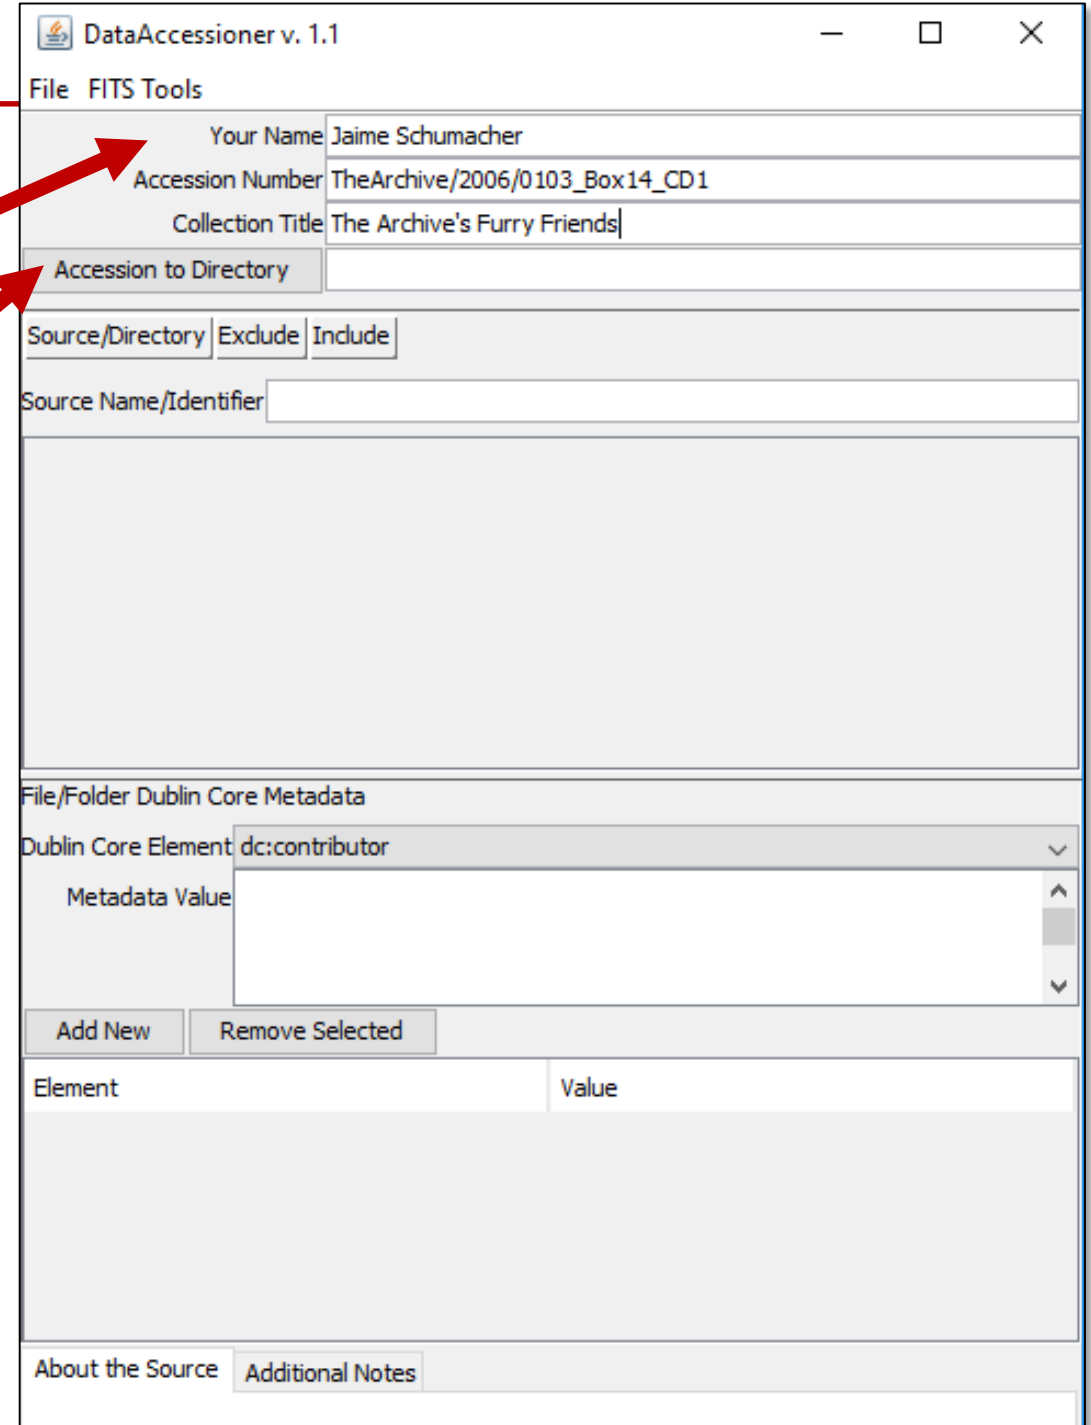 DataAccessioner v. 1.1
File FITS Tools
Your Name Jaime Schumacher
Accession Number TheArchive/2006/0103_Box14_CD1
Collection Title The Archive's Furry Friends
Accession to Directory
Source/Directory Exclude Include
Source Name/Identifier
File/Folder Dublin Core Metadata
Dublin Core Element dc:contributor
Metadata Value
Add New Remove Selected
Element Value
About the Source Additional Notes